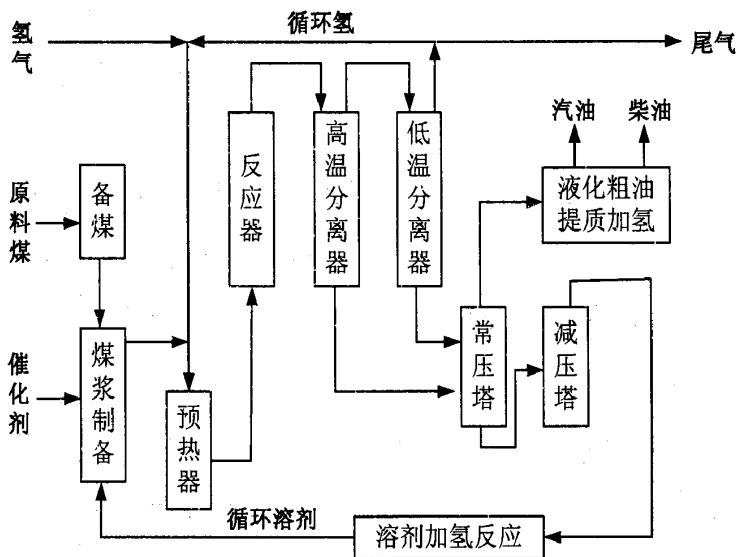 氢气
循环氢
尾气
反应器
高温分离器
低温分离器
汽油
柴油
液化粗油
提质加氢
备煤
原料煤
煤浆制备
催化剂
预热器
常压塔
减压塔
循环溶剂
溶剂加氢反应